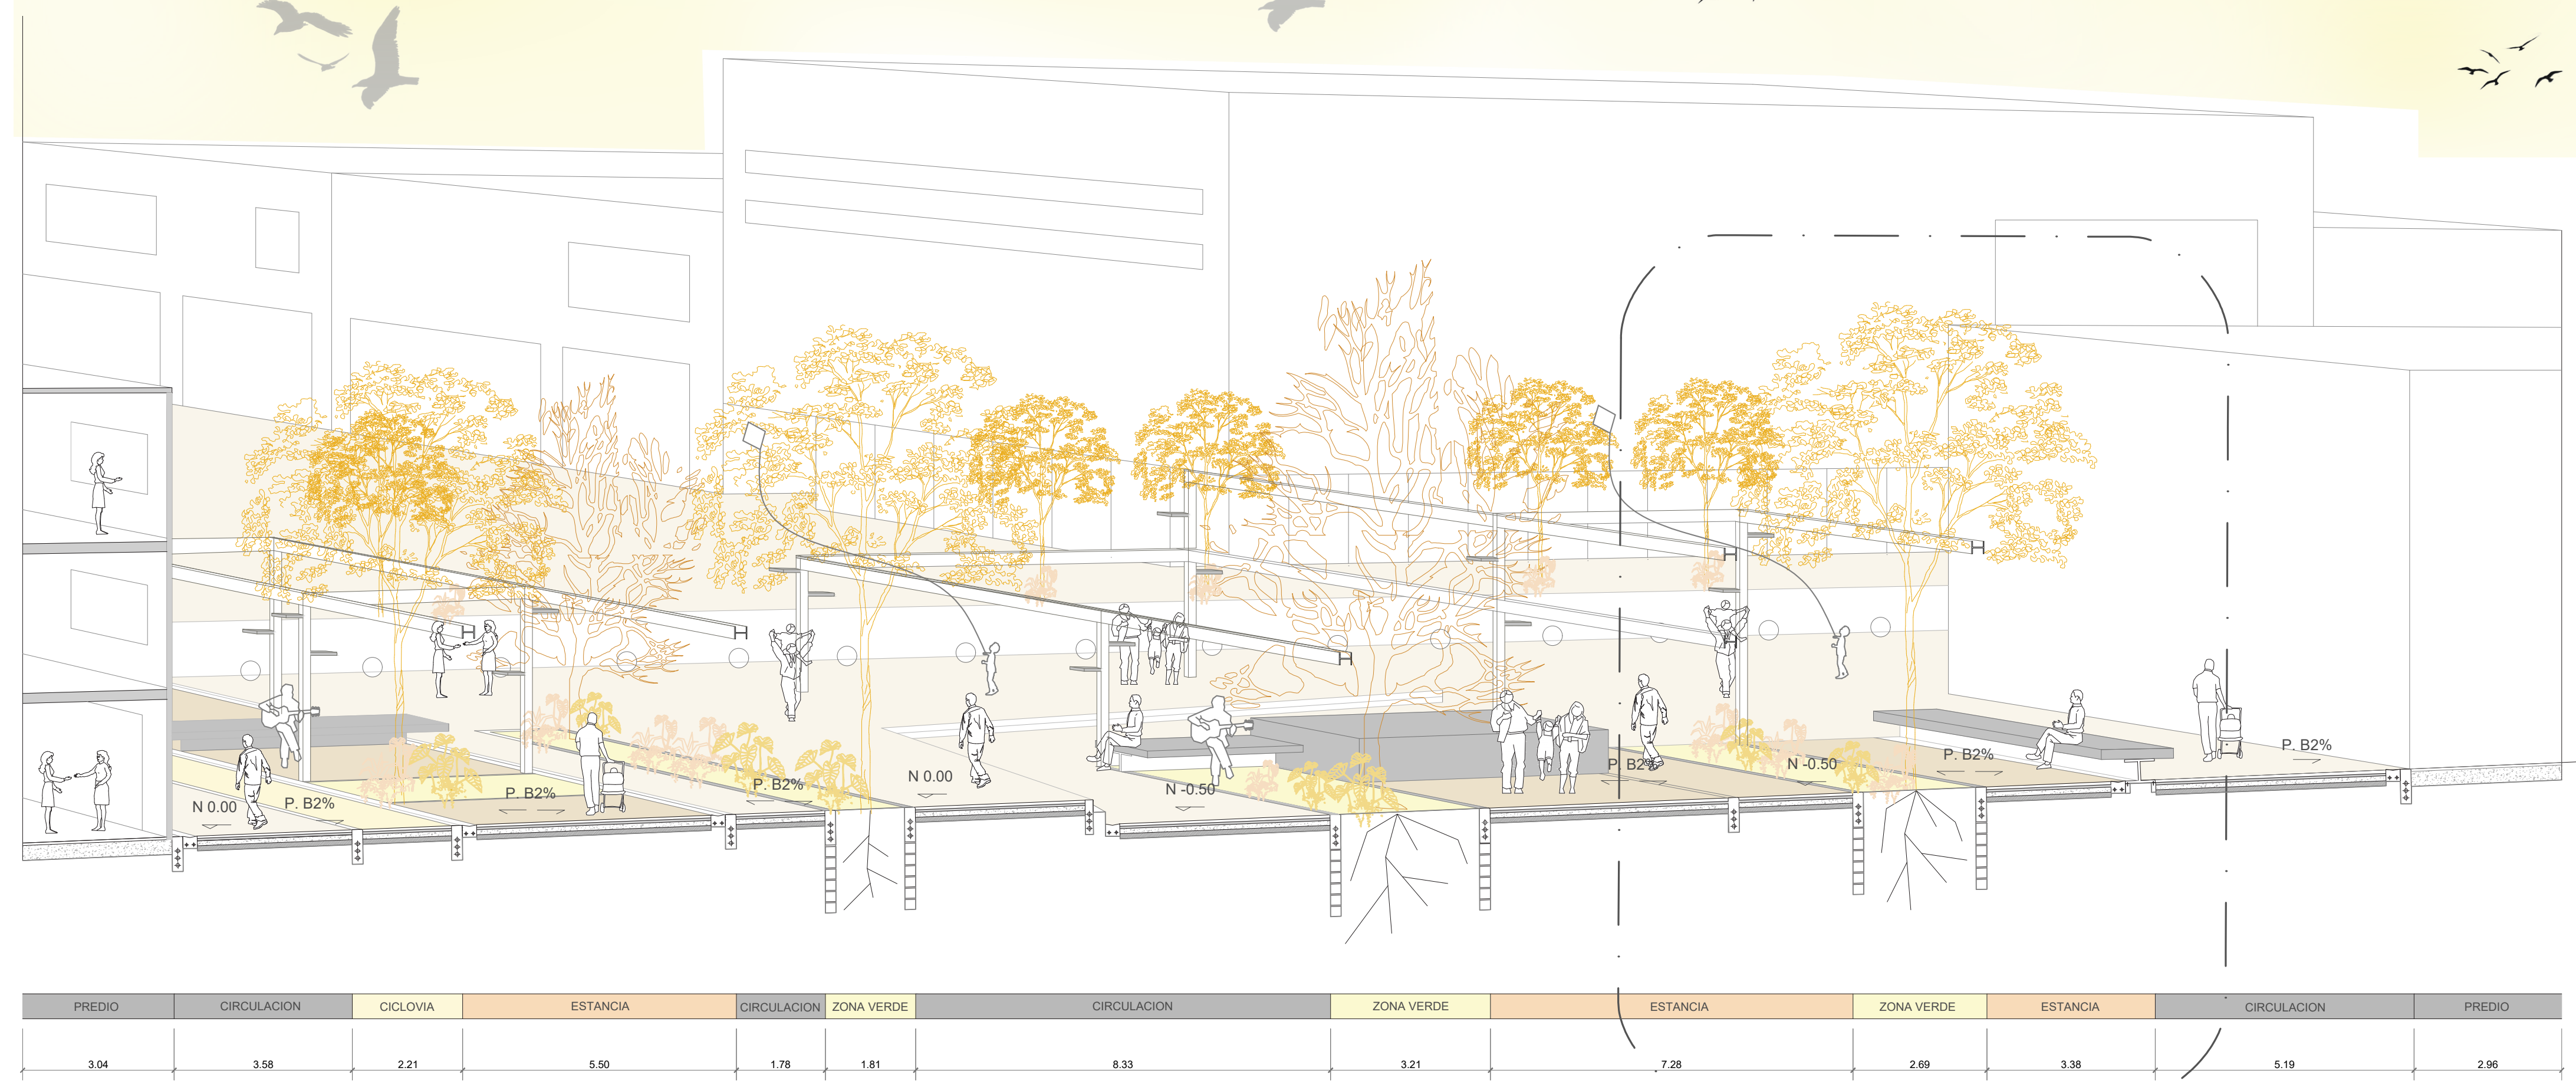 N 0.00
P. B2%
P. B2%
P. B2%
N 0.00
N -0.50
P. B2%
N -0.50
P. B2%
P. B2%
PREDIO CIRCULACION CICLOVIA ESTANCIA CIRCULACION ZONA VERDE CIRCULACION ZONA VERDE ESTANCIA ZONA VERDE ESTANCIA CIRCULACION PREDIO
3.04 3.58 2.21 5.50 1.78 1.81 8.33 3.21 7.28 2.69 3.38 5.19 2.96